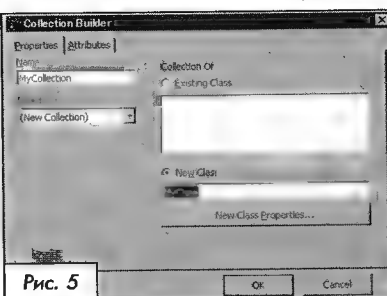 Collection Builder
Properties Attributes
Name
MyCollection
(New Collection)
Collection Of
Existing Class
New Class
New Class Properties...
OK Cancel
Рис. 5